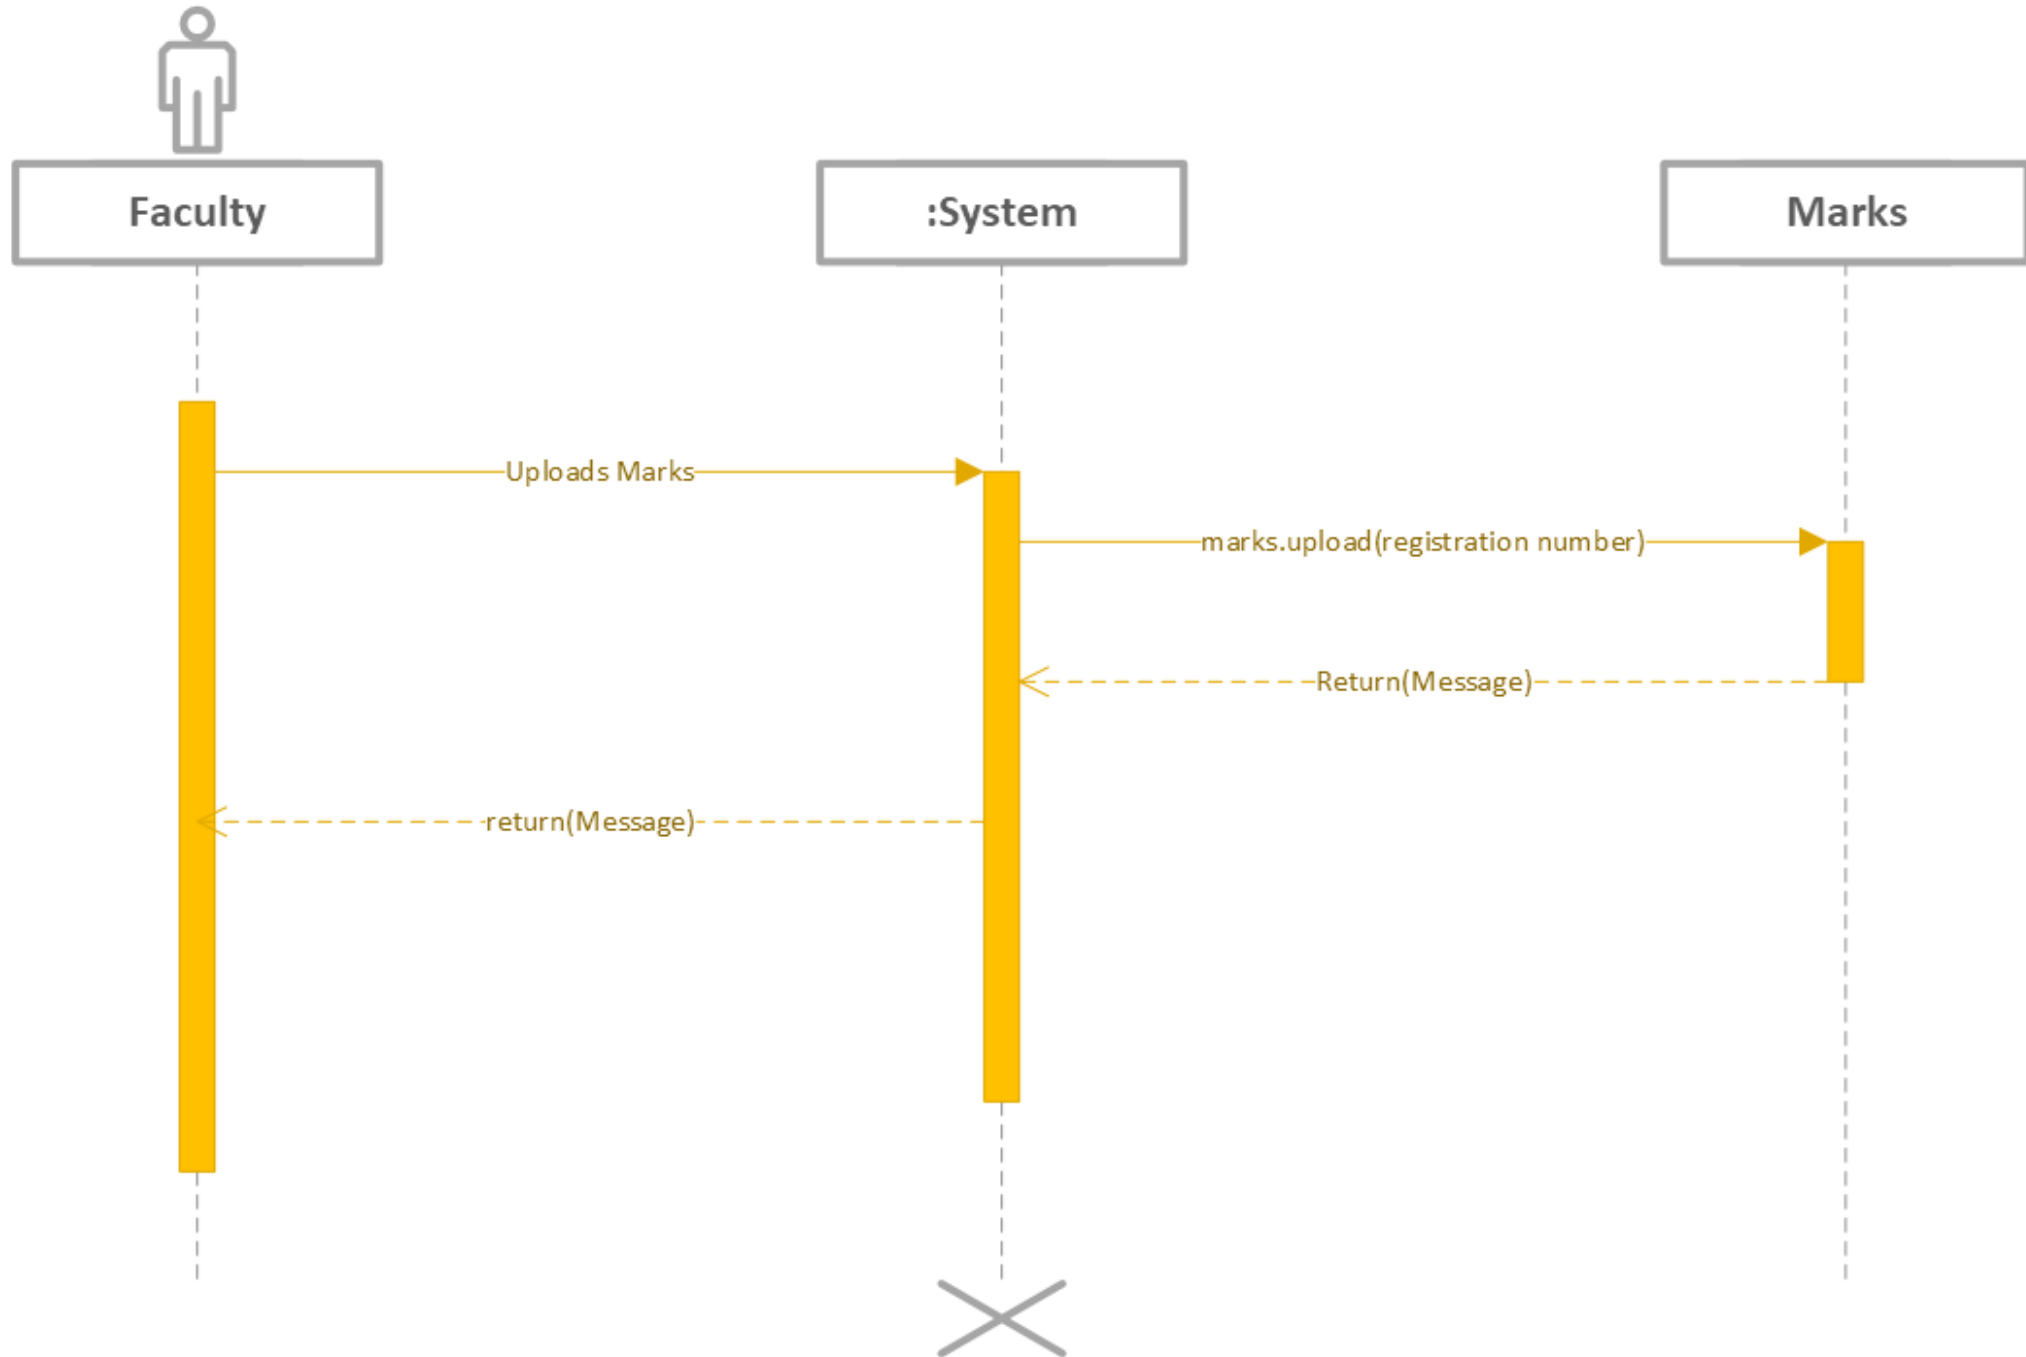 Faculty
:System
Marks
Uploads Marks
marks.upload(registration number)
Return(Message)
return(Message)